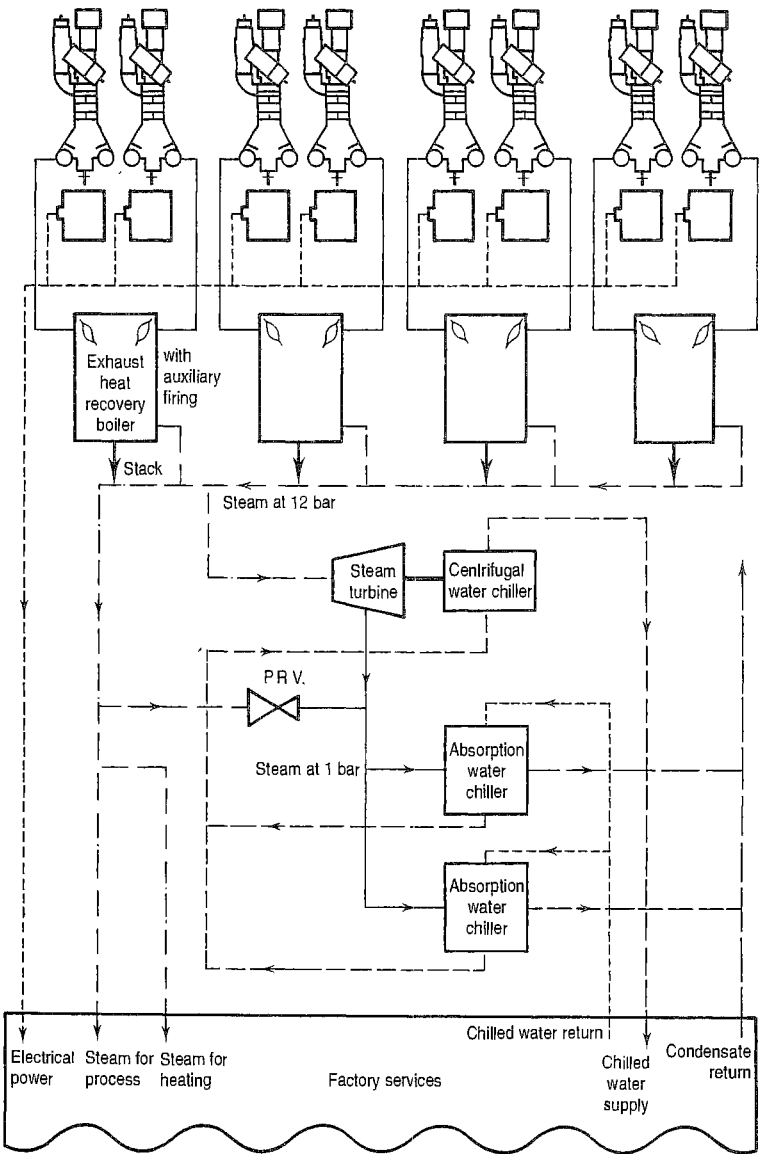 Exhaust
heat
recovery
boiler
with
auxiliary
firing
Stack
Steam at 12 bar
Steam
turbine
Centrifugal
water chiller
P R V.
Steam at 1 bar
Absorption
water
chiller
Absorption
water
chiller
Chilled water return
Electrical
power
Steam for
process
Steam for
heating
Factory services
Chilled
water
supply
Condensate
return